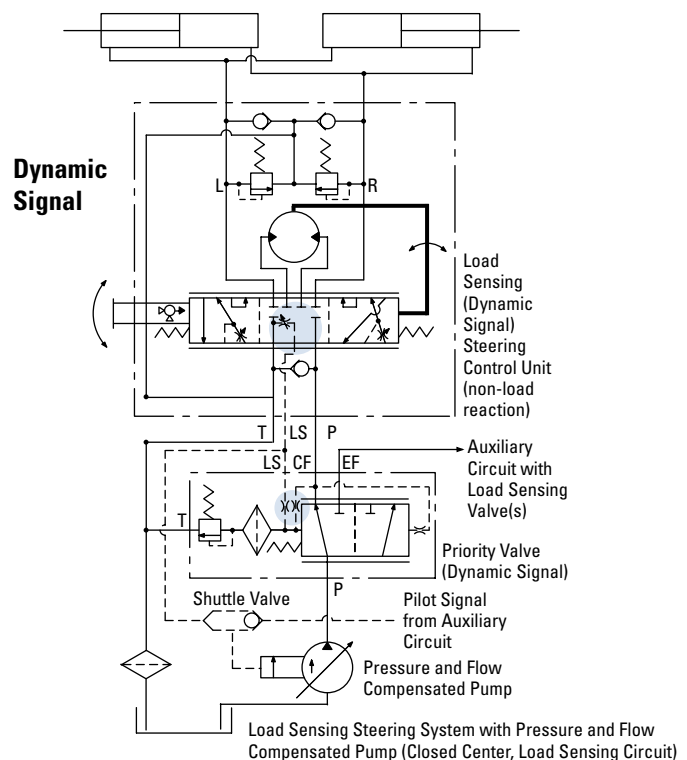 Dynamic
Signal
L
R
Load
Sensing
(Dynamic
Signal)
Steering
Control Unit
(non-load
reaction)
T LS P
LS CF EF
Auxiliary
Circuit with
Load Sensing
Valve(s)
T
Priority Valve
(Dynamic Signal)
P
Shuttle Valve
Pilot Signal
from Auxiliary
Circuit
Pressure and Flow
Compensated Pump
Load Sensing Steering System with Pressure and Flow
Compensated Pump (Closed Center, Load Sensing Circuit)